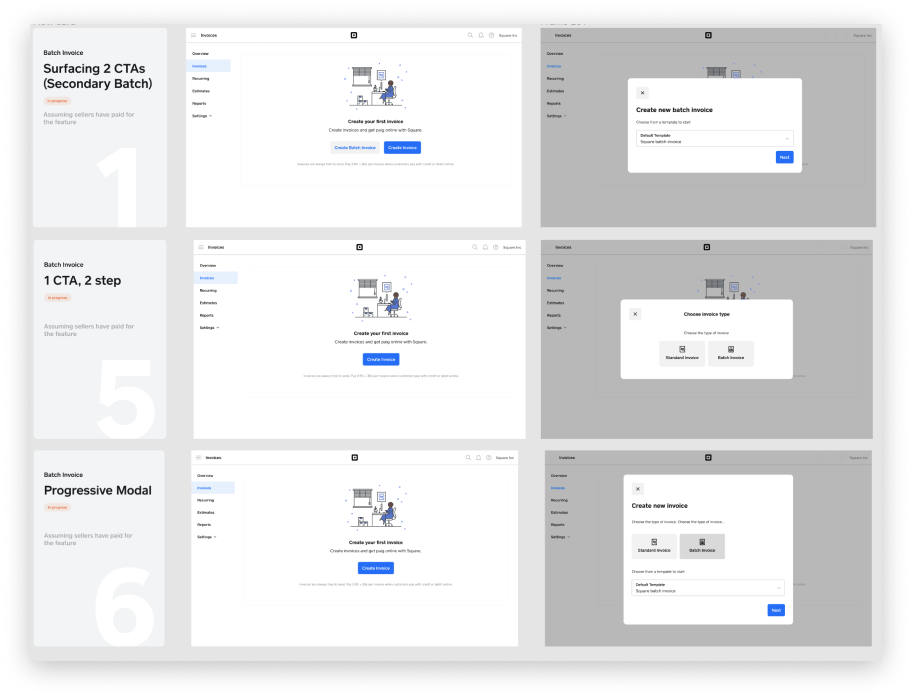 Batch Invoice
Surfacing 2 CTAs
(Secondary Batch)
In progress
Assuming sellers have paid for
the feature
1
Invoices
Square Inc
Overview
Invoices
Recurring
Estimates
Reports
Settings
Create your first invoice
Create invoices and get paig online with Square.
Create Batch Invoice
Create Invoice
Invoices
Square Inc
Overview
Invoices
Recurring
Estimates
Reports
Settings
Create new batch invoice
Choose from a template to start
Default Template
Square batch invoice
Next
Batch Invoice
1 CTA, 2 step
In progress
Assuming sellers have paid for
the feature
5
Invoices
Square Inc
Overview
Invoices
Recurring
Estimates
Reports
Settings
Create your first invoice
Create invoices and get paig online with Square.
Create Invoice
Invoices
Square Inc
Overview
Invoices
Recurring
Estimates
Reports
Settings
Choose invoice type
Choose the type of invoice
Standard Invoice
Batch Invoice
Batch Invoice
Progressive Modal
In progress
Assuming sellers have paid for
the feature
6
Invoices
Square Inc
Overview
Invoices
Recurring
Estimates
Reports
Settings
Create your first invoice
Create invoices and get paig online with Square.
Create Invoice
Invoices
Square Inc
Overview
Invoices
Recurring
Estimates
Reports
Settings
Create new invoice
Choose the type of invoice. Choose the type of invoice...
Standard Invoice
Batch Invoice
Choose from a template to start
Default Template
Square batch invoice
Next